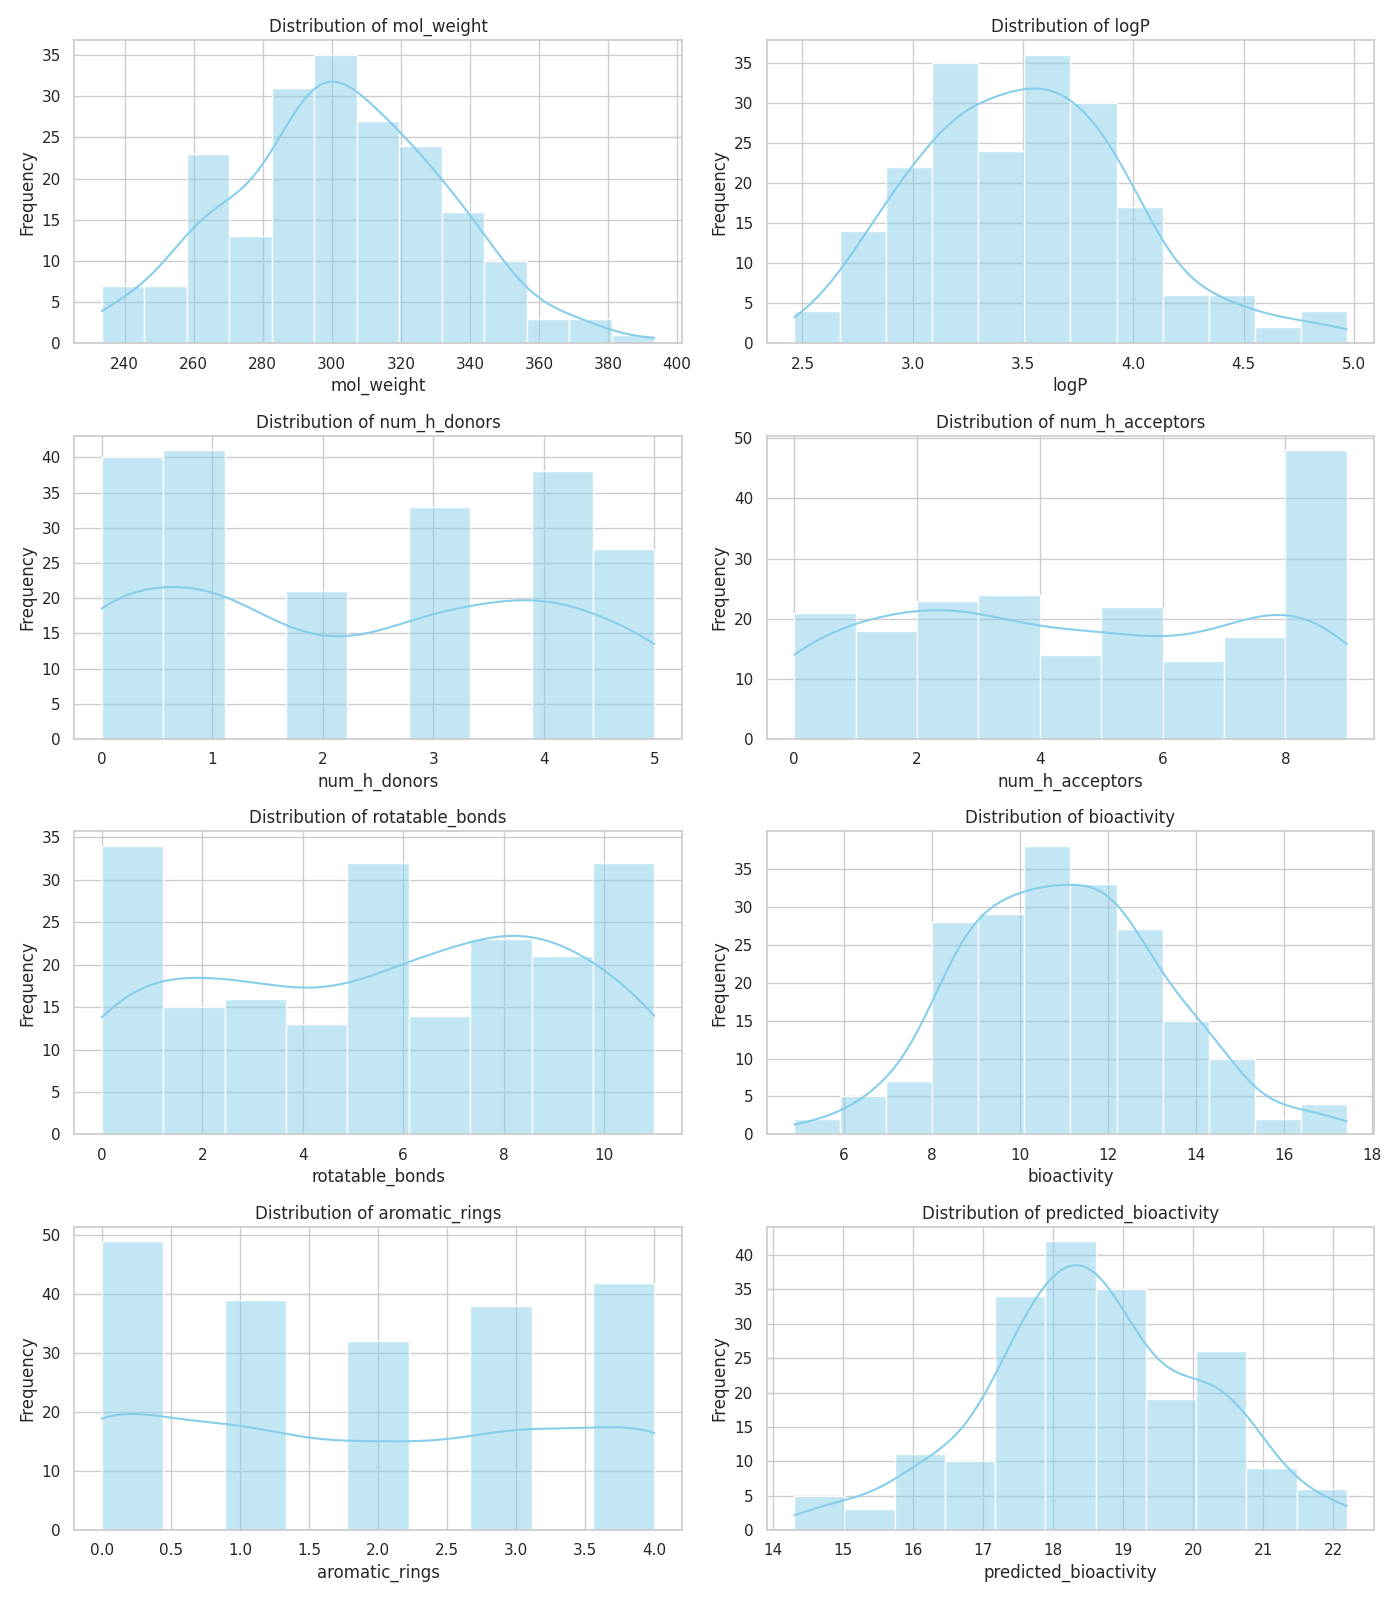 Distribution of mol_weight
Frequency
35
30
25
20
15
10
5
0
240 260 280 300 320 340 360 380 400
mol_weight
Distribution of logP
Frequency
35
30
25
20
15
10
5
0
2.5 3.0 3.5 4.0 4.5 5.0
logP
Distribution of num_h_donors
Frequency
40
35
30
25
20
15
10
5
0
0 1 2 3 4 5
num_h_donors
Distribution of num_h_acceptors
Frequency
50
40
30
20
10
0
0 2 4 6 8
num_h_acceptors
Distribution of rotatable_bonds
Frequency
35
30
25
20
15
10
5
0
0 2 4 6 8 10
rotatable_bonds
Distribution of bioactivity
Frequency
35
30
25
20
15
10
5
0
6 8 10 12 14 16 18
bioactivity
Distribution of aromatic_rings
Frequency
50
40
30
20
10
0
0.0 0.5 1.0 1.5 2.0 2.5 3.0 3.5 4.0
aromatic_rings
Distribution of predicted_bioactivity
Frequency
40
35
30
25
20
15
10
5
0
14 15 16 17 18 19 20 21 22
predicted_bioactivity